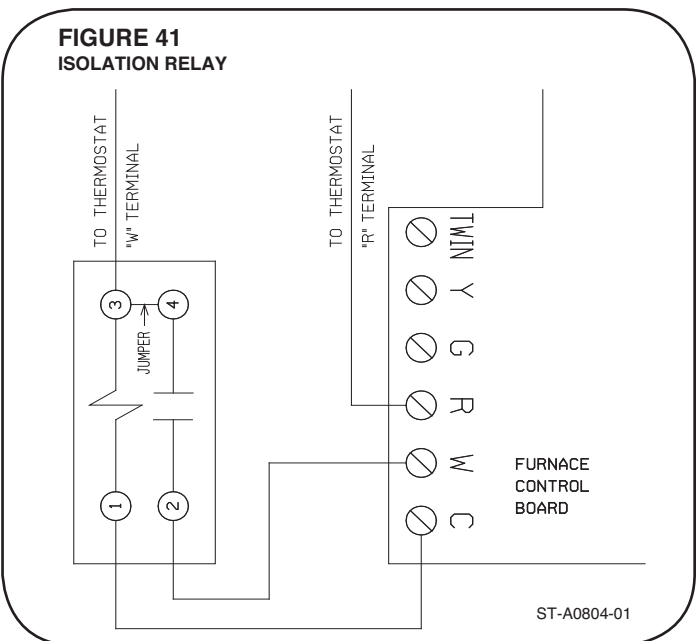 FIGURE 41
ISOLATION RELAY
TO THERMOSTAT
"W" TERMINAL
TO THERMOSTAT
"R" TERMINAL
3
4
JUMPER
1
2
TWIN
Y
G
R
W
C
FURNACE
CONTROL
BOARD
ST-A0804-01